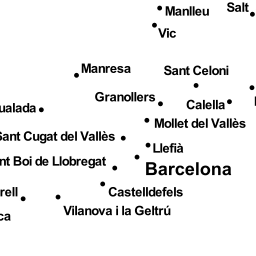 Manlleu
Salt
Vic
Manresa
Sant Celoni
Granollers
Calella
ualada
Mollet del Vallès
Sant Cugat del Vallès
Llefià
nt Boi de Llobregat
Barcelona
rell
Castelldefels
Vilanova i la Geltrú
ca